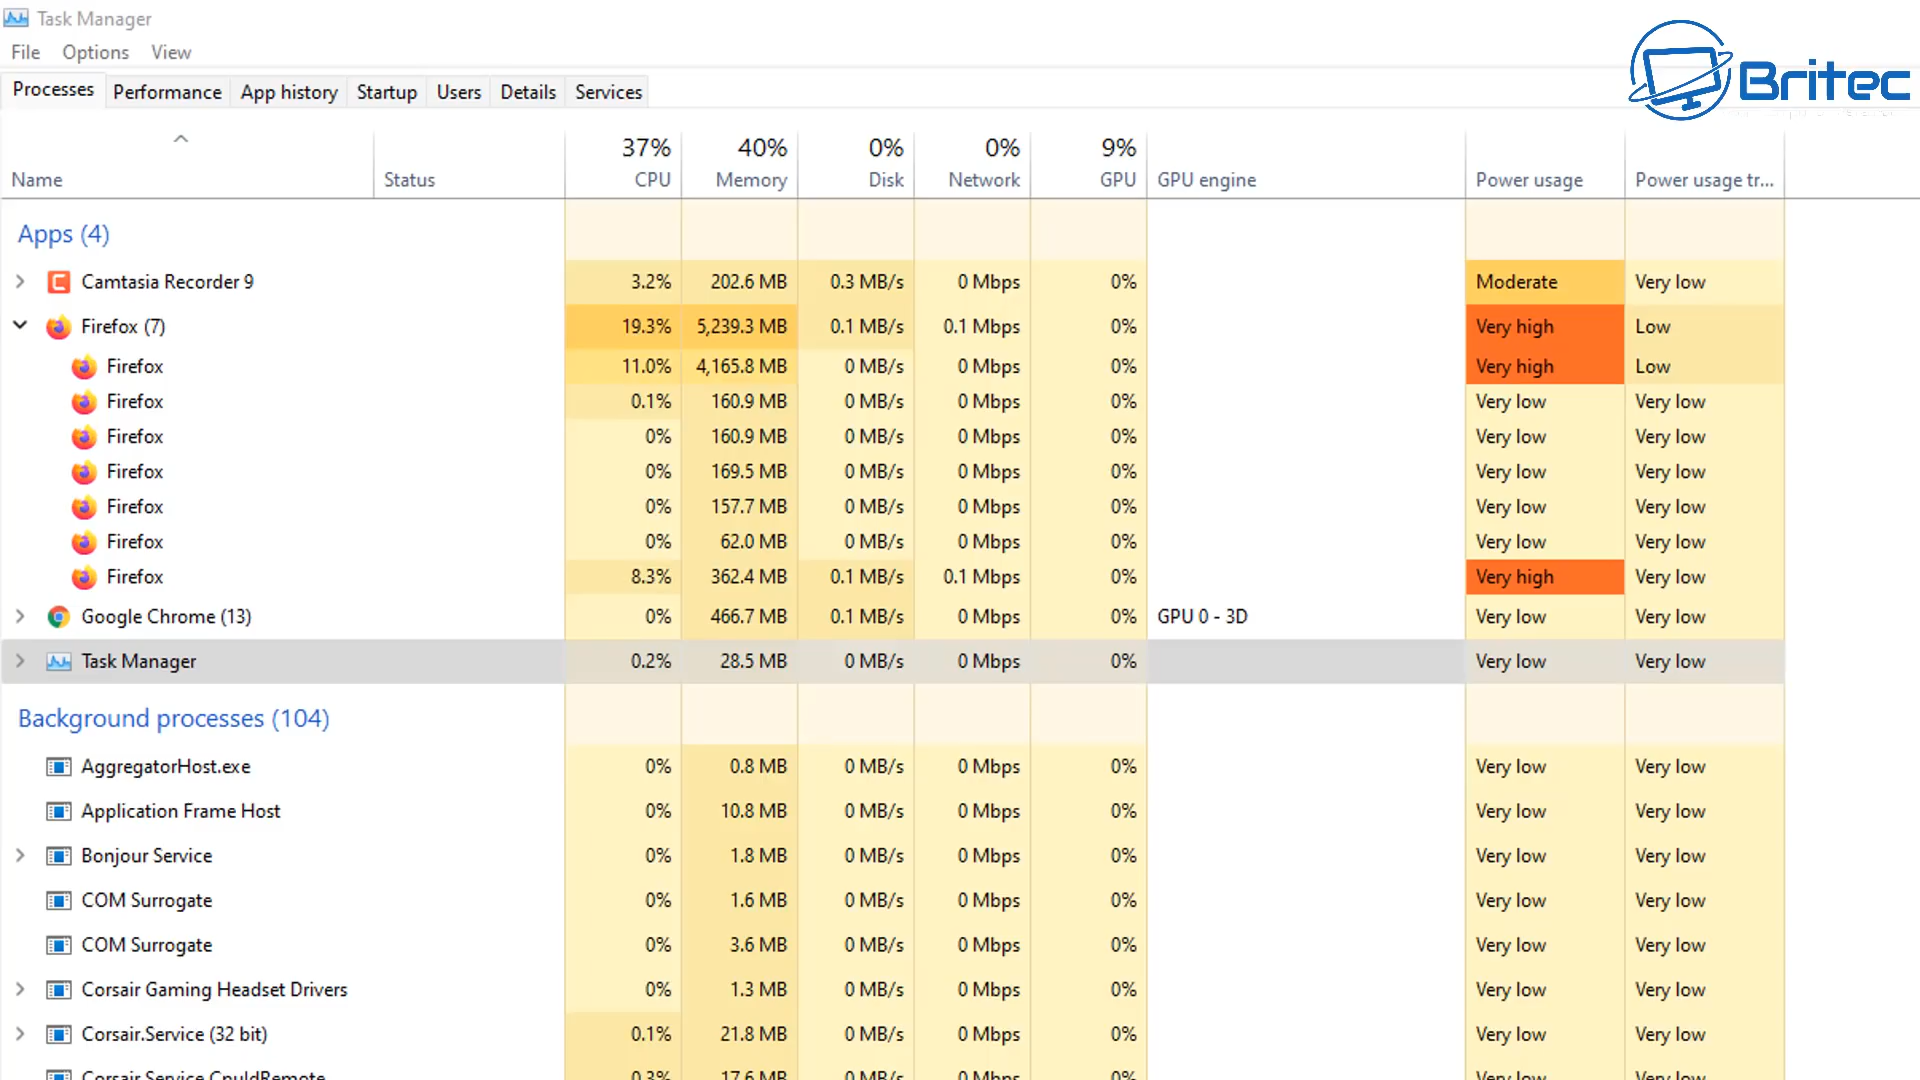 Task Manager
File Options View
Britec
Processes Performance App history Startup Users Details Services
37% 40% 0% 0% 9%
Name Status CPU Memory Disk Network GPU GPU engine Power usage Power usage tr...
Apps (4)
Camtasia Recorder 9 3.2% 202.6 MB 0.3 MB/s 0 Mbps 0% Moderate Very low
Firefox (7) 19.3% 5,239.3 MB 0.1 MB/s 0.1 Mbps 0% Very high Low
Firefox 11.0% 4,165.8 MB 0 MB/s 0 Mbps 0% Very high Low
Firefox 0.1% 160.9 MB 0 MB/s 0 Mbps 0% Very low Very low
Firefox 0% 160.9 MB 0 MB/s 0 Mbps 0% Very low Very low
Firefox 0% 169.5 MB 0 MB/s 0 Mbps 0% Very low Very low
Firefox 0% 157.7 MB 0 MB/s 0 Mbps 0% Very low Very low
Firefox 0% 62.0 MB 0 MB/s 0 Mbps 0% Very low Very low
Firefox 8.3% 362.4 MB 0.1 MB/s 0.1 Mbps 0% Very high Very low
Google Chrome (13) 0% 466.7 MB 0.1 MB/s 0 Mbps 0% GPU 0 - 3D Very low Very low
Task Manager 0.2% 28.5 MB 0 MB/s 0 Mbps 0% Very low Very low
Background processes (104)
AggregatorHost.exe 0% 0.8 MB 0 MB/s 0 Mbps 0% Very low Very low
Application Frame Host 0% 10.8 MB 0 MB/s 0 Mbps 0% Very low Very low
Bonjour Service 0% 1.8 MB 0 MB/s 0 Mbps 0% Very low Very low
COM Surrogate 0% 1.6 MB 0 MB/s 0 Mbps 0% Very low Very low
COM Surrogate 0% 3.6 MB 0 MB/s 0 Mbps 0% Very low Very low
Corsair Gaming Headset Drivers 0% 1.3 MB 0 MB/s 0 Mbps 0% Very low Very low
Corsair.Service (32 bit) 0.1% 21.8 MB 0 MB/s 0 Mbps 0% Very low Very low
Corsair.Service.CpuIdRemote 0.3% 17.6 MB 0 MB/s 0 Mbps 0% Very low Very low